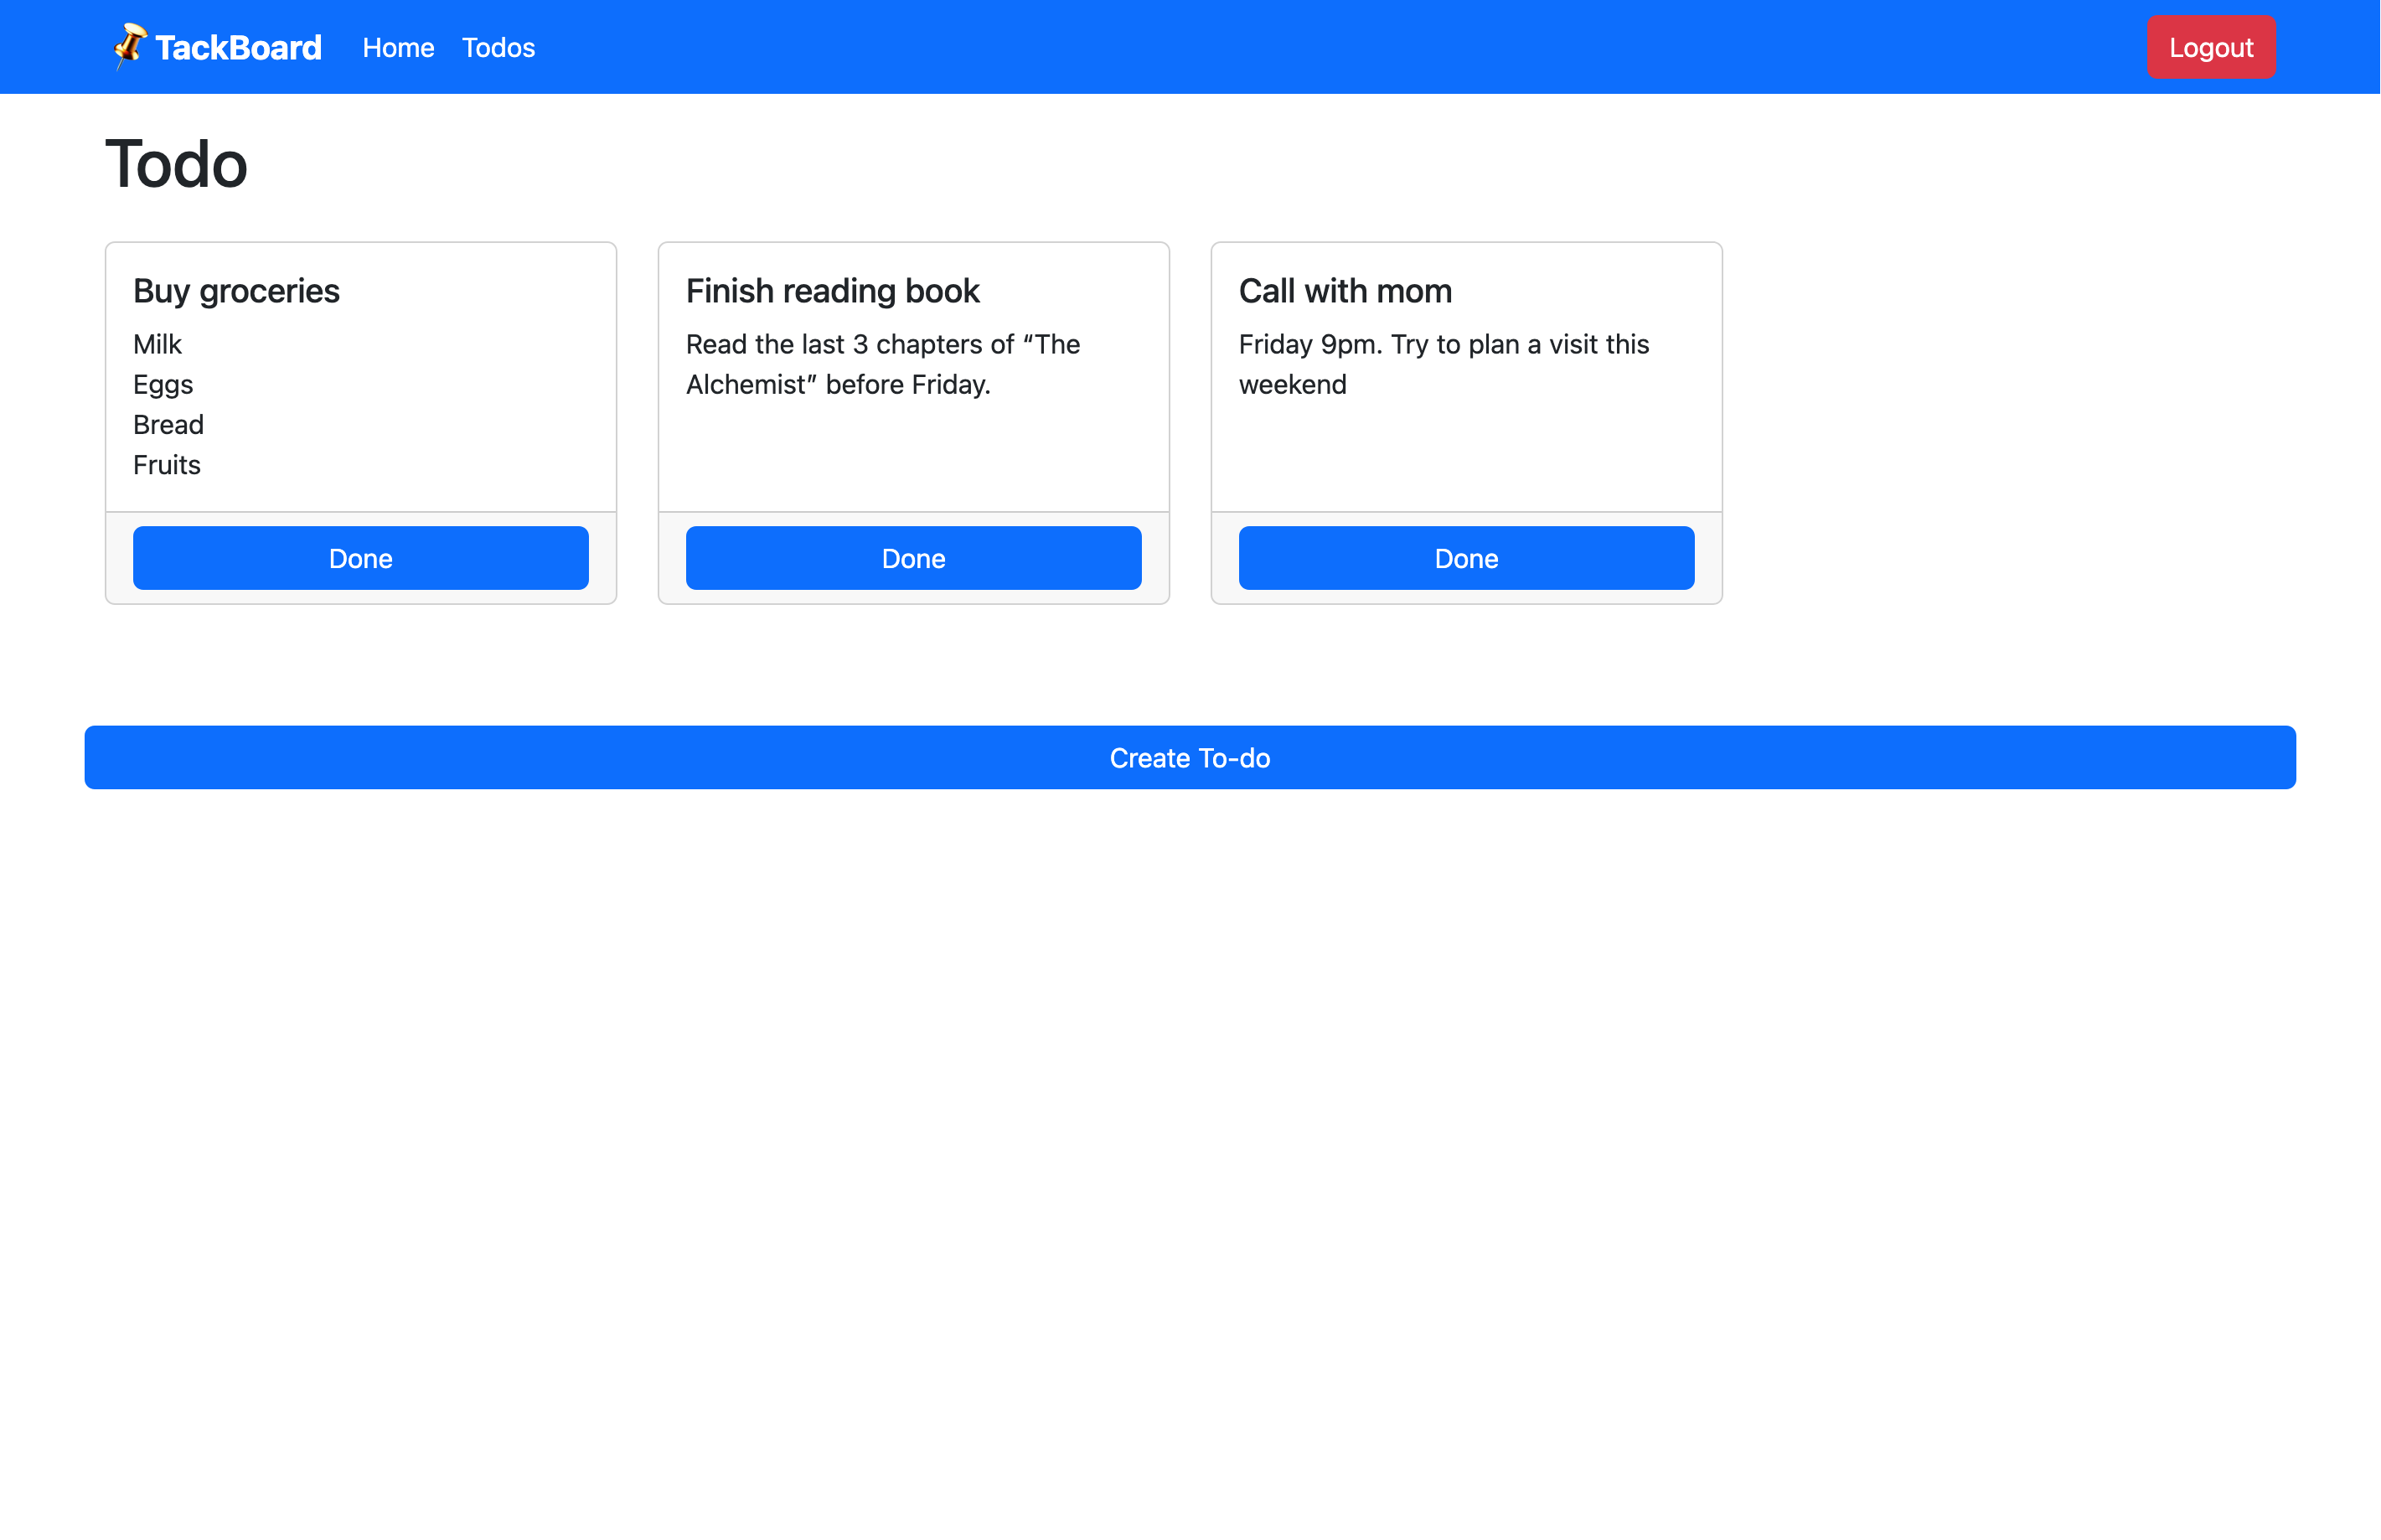 TackBoard Home Todos Logout
Todo
Buy groceries
Milk
Eggs
Bread
Fruits
Done
Finish reading book
Read the last 3 chapters of “The
Alchemist” before Friday.
Done
Call with mom
Friday 9pm. Try to plan a visit this
weekend
Done
Create To-do